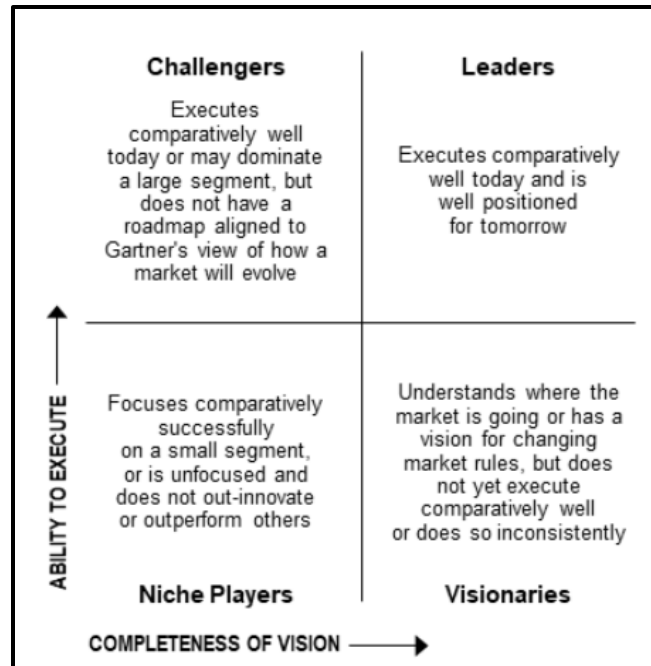 Challengers
Executes
comparatively well
today or may dominate
a large segment, but
does not have a
roadmap aligned to
Gartner's view of how a
market will evolve
Leaders
Executes comparatively
well today and is
well positioned
for tomorrow
ABILITY TO EXECUTE
Focuses comparatively
successfully
on a small segment,
or is unfocused and
does not out-innovate
or outperform others
Niche Players
Understands where the
market is going or has a
vision for changing
market rules, but does
not yet execute
comparatively well
or does so inconsistently
Visionaries
COMPLETENESS OF VISION